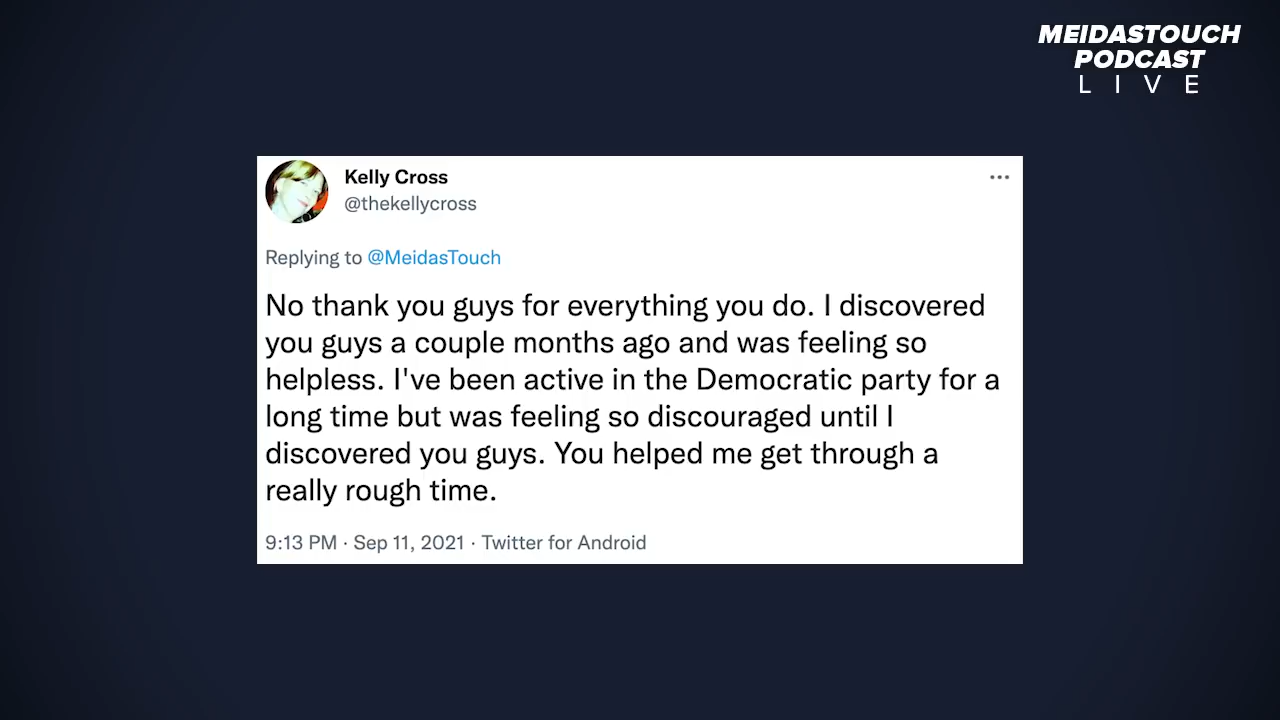 MEIDASTOUCH
PODCAST
LIVE
Kelly Cross
@thekellycross
Replying to @MeidasTouch
No thank you guys for everything you do. I discovered
you guys a couple months ago and was feeling so
helpless. I've been active in the Democratic party for a
long time but was feeling so discouraged until I
discovered you guys. You helped me get through a
really rough time.
9:13 PM · Sep 11, 2021 · Twitter for Android